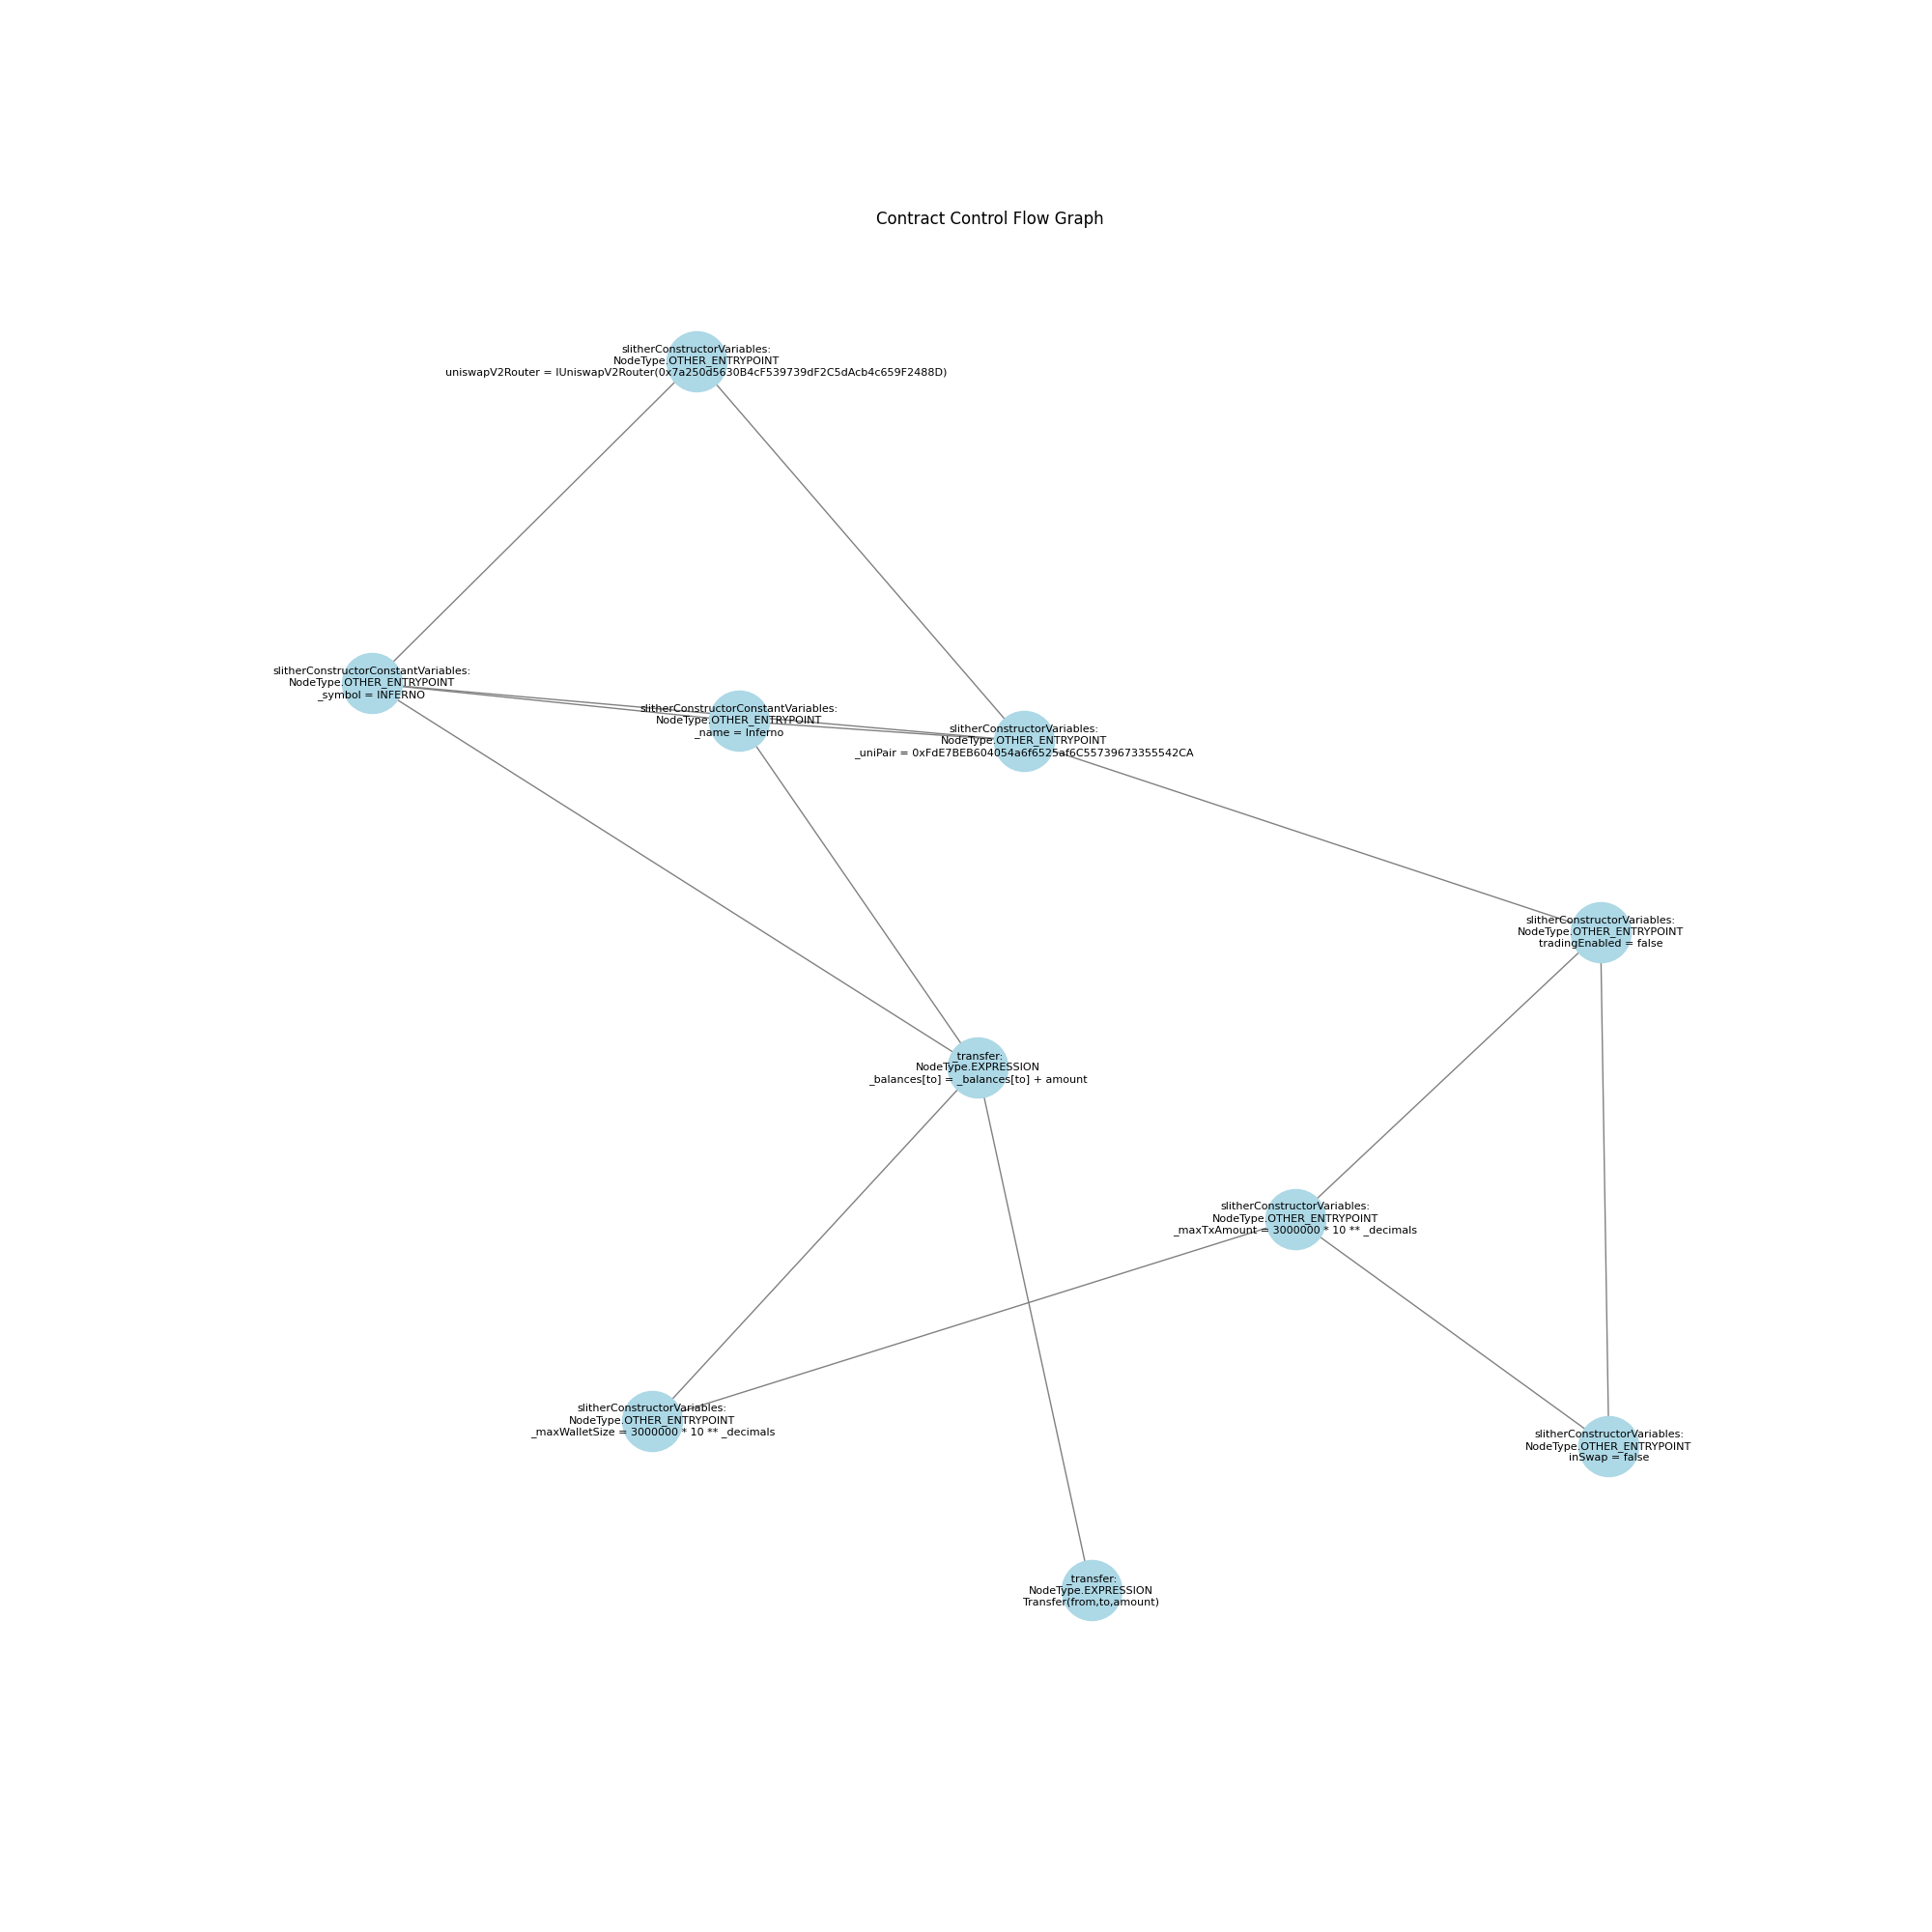 Contract Control Flow Graph
slitherConstructorVariables:
NodeType.OTHER_ENTRYPOINT
uniswapV2Router = IUniswapV2Router(0x7a250d5630B4cF539739dF2C5dAcb4c659F2488D)
slitherConstructorConstantVariables:
NodeType.OTHER_ENTRYPOINT
_symbol = INFERNO
slitherConstructorConstantVariables:
NodeType.OTHER_ENTRYPOINT
_name = Inferno
slitherConstructorVariables:
NodeType.OTHER_ENTRYPOINT
_uniPair = 0xFdE7BEB604054a6f6525af6C55739673355542CA
slitherConstructorVariables:
NodeType.OTHER_ENTRYPOINT
tradingEnabled = false
_transfer:
NodeType.EXPRESSION
_balances[to] = _balances[to] + amount
slitherConstructorVariables:
NodeType.OTHER_ENTRYPOINT
_maxTxAmount = 3000000 * 10 ** _decimals
slitherConstructorVariables:
NodeType.OTHER_ENTRYPOINT
_maxWalletSize = 3000000 * 10 ** _decimals
slitherConstructorVariables:
NodeType.OTHER_ENTRYPOINT
inSwap = false
_transfer:
NodeType.EXPRESSION
Transfer(from,to,amount)